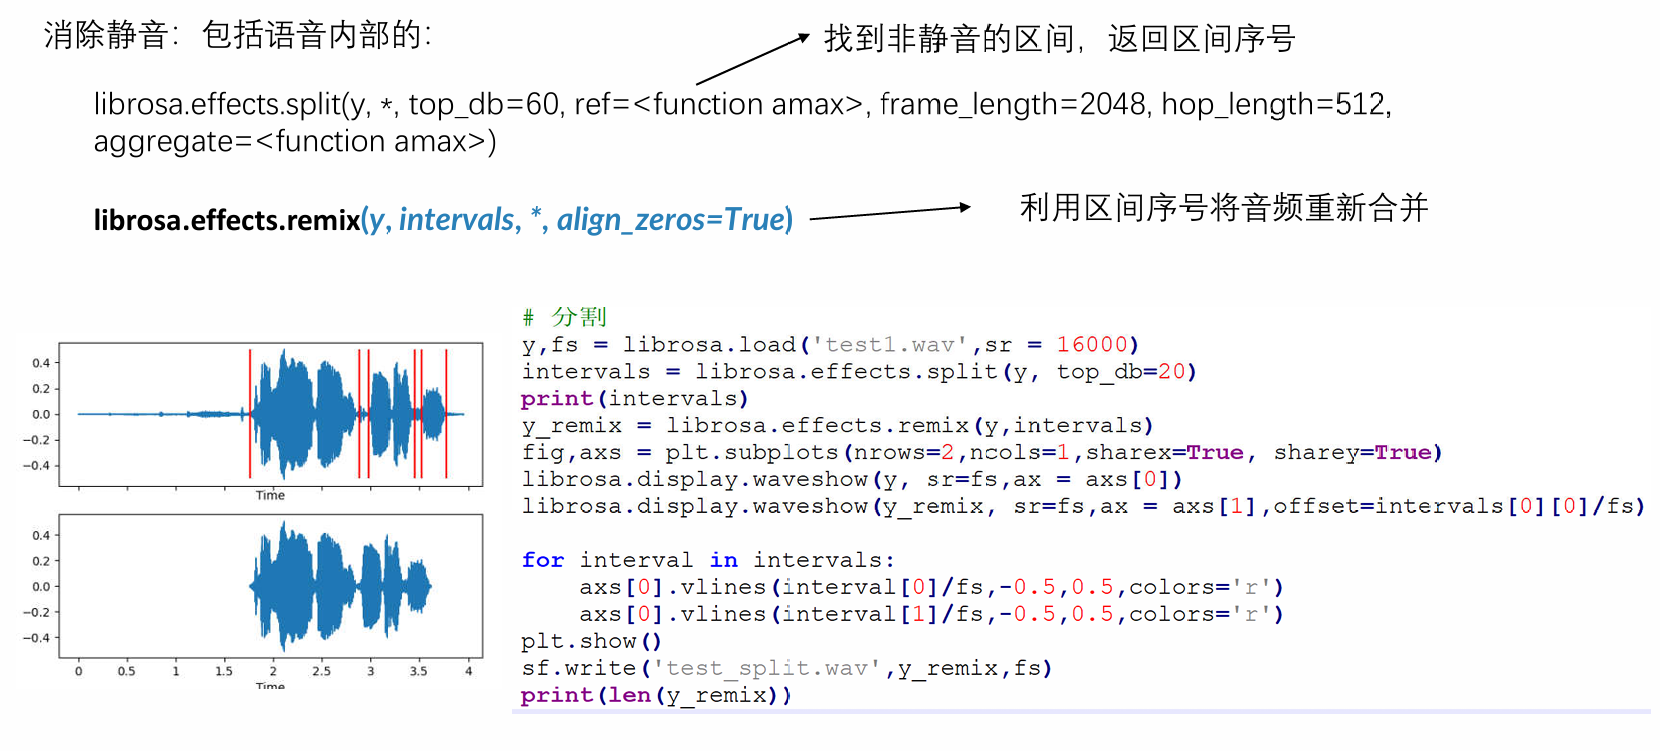 消除静音：包括语音内部的：
找到非静音的区间，返回区间序号
librosa.effects.split(y, *, top_db=60, ref=<function amax>, frame_length=2048, hop_length=512,
aggregate=<function amax>)
librosa.effects.remix(y, intervals, *, align_zeros=True)
利用区间序号将音频重新合并
0.4
0.2
0.0
−0.2
−0.4
Time
0.4
0.2
0.0
−0.2
−0.4
0 0.5 1 1.5 2 2.5 3 3.5 4
Time
# 分割
y,fs = librosa.load('test1.wav',sr = 16000)
intervals = librosa.effects.split(y, top_db=20)
print(intervals)
y_remix = librosa.effects.remix(y,intervals)
fig,axs = plt.subplots(nrows=2,ncols=1,sharex=True, sharey=True)
librosa.display.waveshow(y, sr=fs,ax = axs[0])
librosa.display.waveshow(y_remix, sr=fs,ax = axs[1],offset=intervals[0][0]/fs)
for interval in intervals:
    axs[0].vlines(interval[0]/fs,-0.5,0.5,colors='r')
    axs[0].vlines(interval[1]/fs,-0.5,0.5,colors='r')
plt.show()
sf.write('test_split.wav',y_remix,fs)
print(len(y_remix))